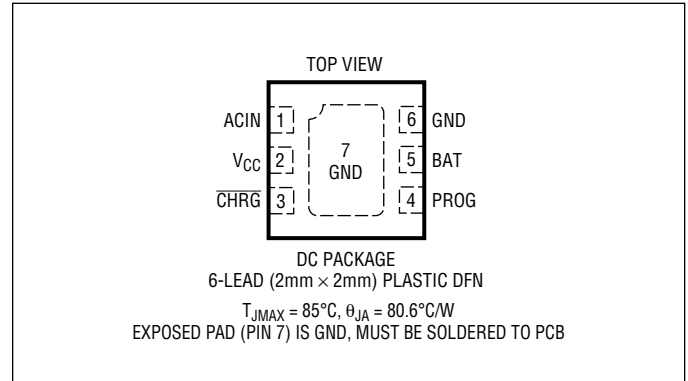 TOP VIEW
ACIN 1 6 GND
VCC 2 7 5 BAT
GND
CHRG 3 4 PROG
DC PACKAGE
6-LEAD (2mm × 2mm) PLASTIC DFN
TJMAX = 85°C, θJA = 80.6°C/W
EXPOSED PAD (PIN 7) IS GND, MUST BE SOLDERED TO PCB